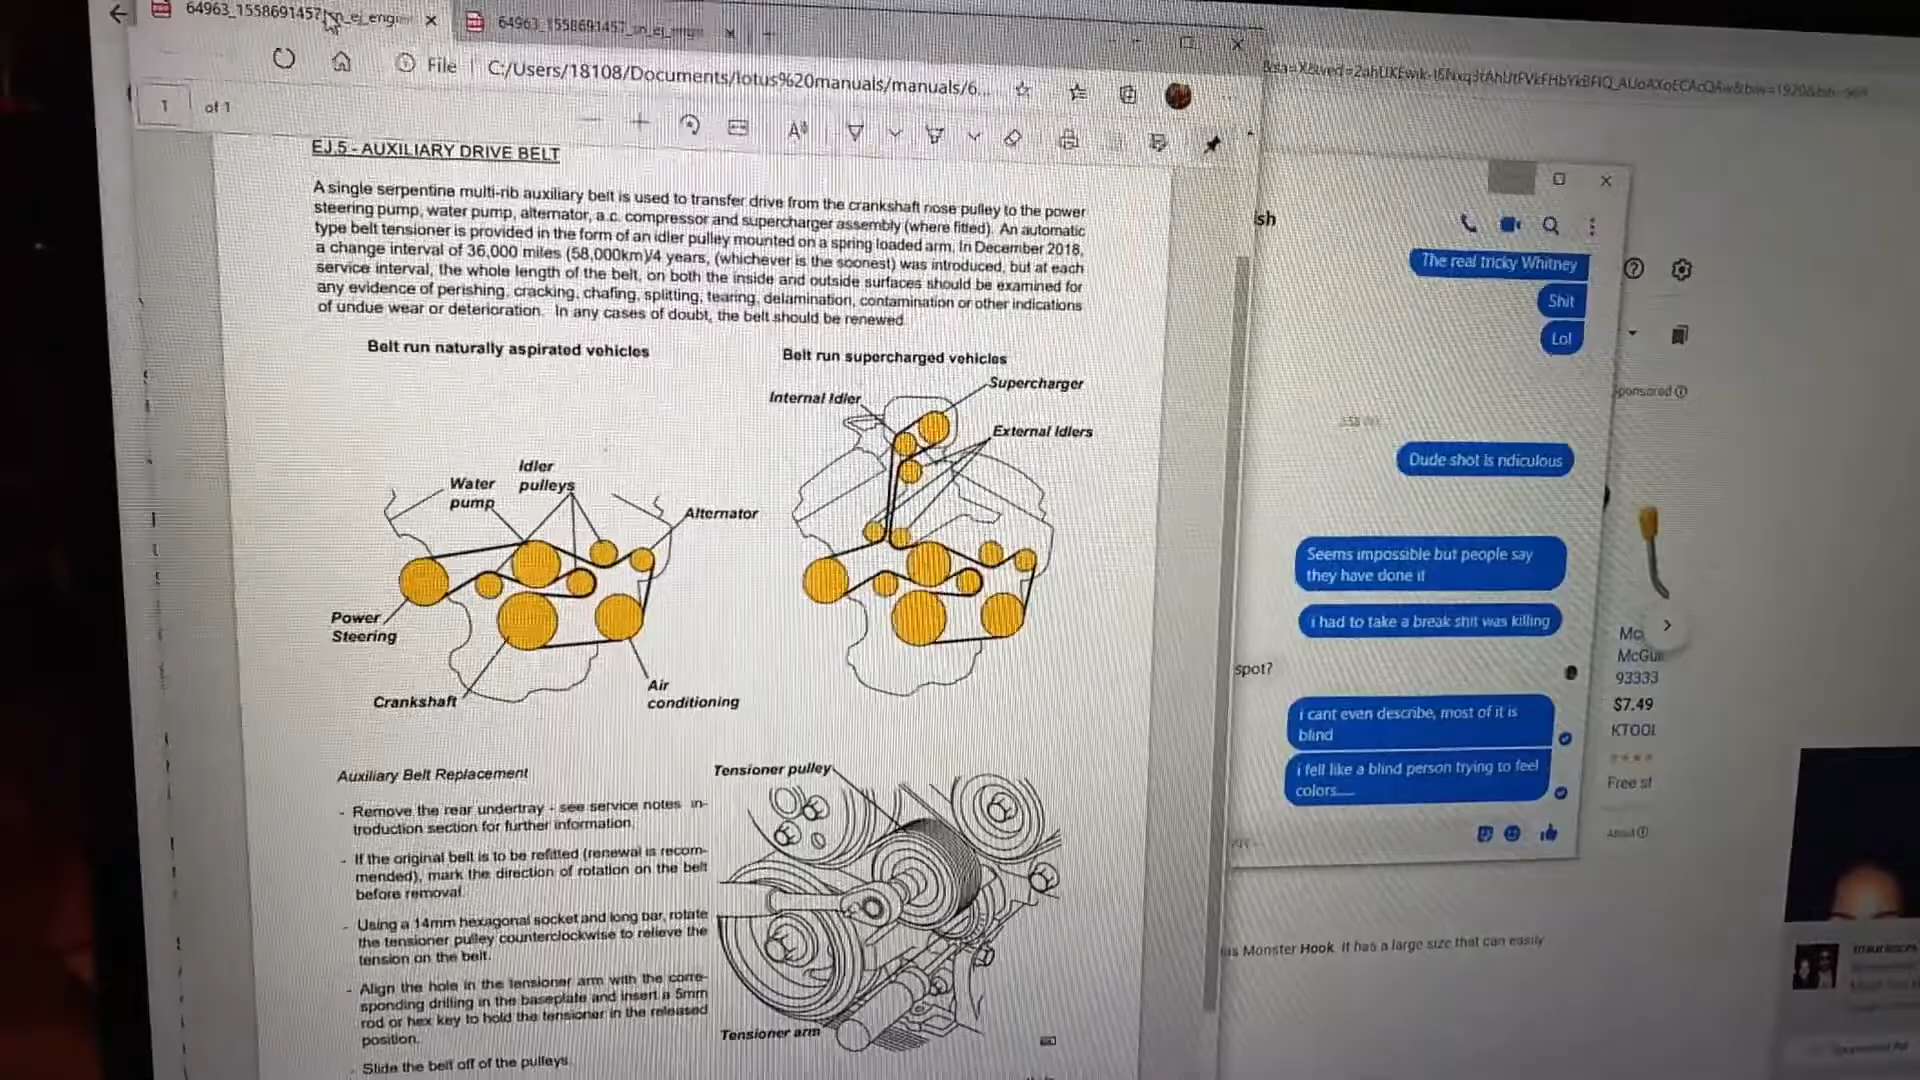 64963_1558691457_sn_ej_engi
64963_1558691457_sn_ej_engi
File
C:/Users/18108/Documents/lotus%20manuals/manuals/6...
1
of 1
EJ.5 - AUXILIARY DRIVE BELT
A single serpentine multi-rib auxiliary belt is used to transfer drive from the crankshaft nose pulley to the power
steering pump, water pump, alternator, a.c. compressor and supercharger assembly (where fitted). An automatic
type belt tensioner is provided in the form of an idler pulley mounted on a spring loaded arm. In December 2018,
a change interval of 36,000 miles (58,000km)/4 years, (whichever is the soonest) was introduced, but at each
service interval, the whole length of the belt, on both the inside and outside surfaces should be examined for
any evidence of perishing, cracking, chafing, splitting, tearing, delamination, contamination or other indications
of undue wear or deterioration. In any cases of doubt, the belt should be renewed
Belt run naturally aspirated vehicles
Belt run supercharged vehicles
Supercharger
Internal Idler
External Idlers
Idler
pulleys
Water
pump
Alternator
Power
Steering
Crankshaft
Air
conditioning
Auxiliary Belt Replacement
- Remove the rear undertray - see service notes in-
troduction section for further information
- If the original belt is to be refitted (renewal is recom-
mended), mark the direction of rotation on the belt
before removal.
- Using a 14mm hexagonal socket and long bar, rotate
the tensioner pulley counterclockwise to relieve the
tension on the belt.
- Align the hole in the tensioner arm with the corre-
sponding drilling in the baseplate and insert a 5mm
rod or hex key to hold the tensioner in the released
position.
- Slide the belt off of the pulleys
Tensioner pulley
Tensioner arm
ish
The real tricky Whitney
Shit
Lol
Dude shot is ridiculous
Seems impossible but people say
they have done it
i had to take a break shit was killing
spot?
i cant even describe, most of it is
blind
i fell like a blind person trying to feel
colors.....
ponsored
Mc
McGui
93333
$7.49
KTOOL
Free sh
About
Monster Hook. It has a large size that can easily